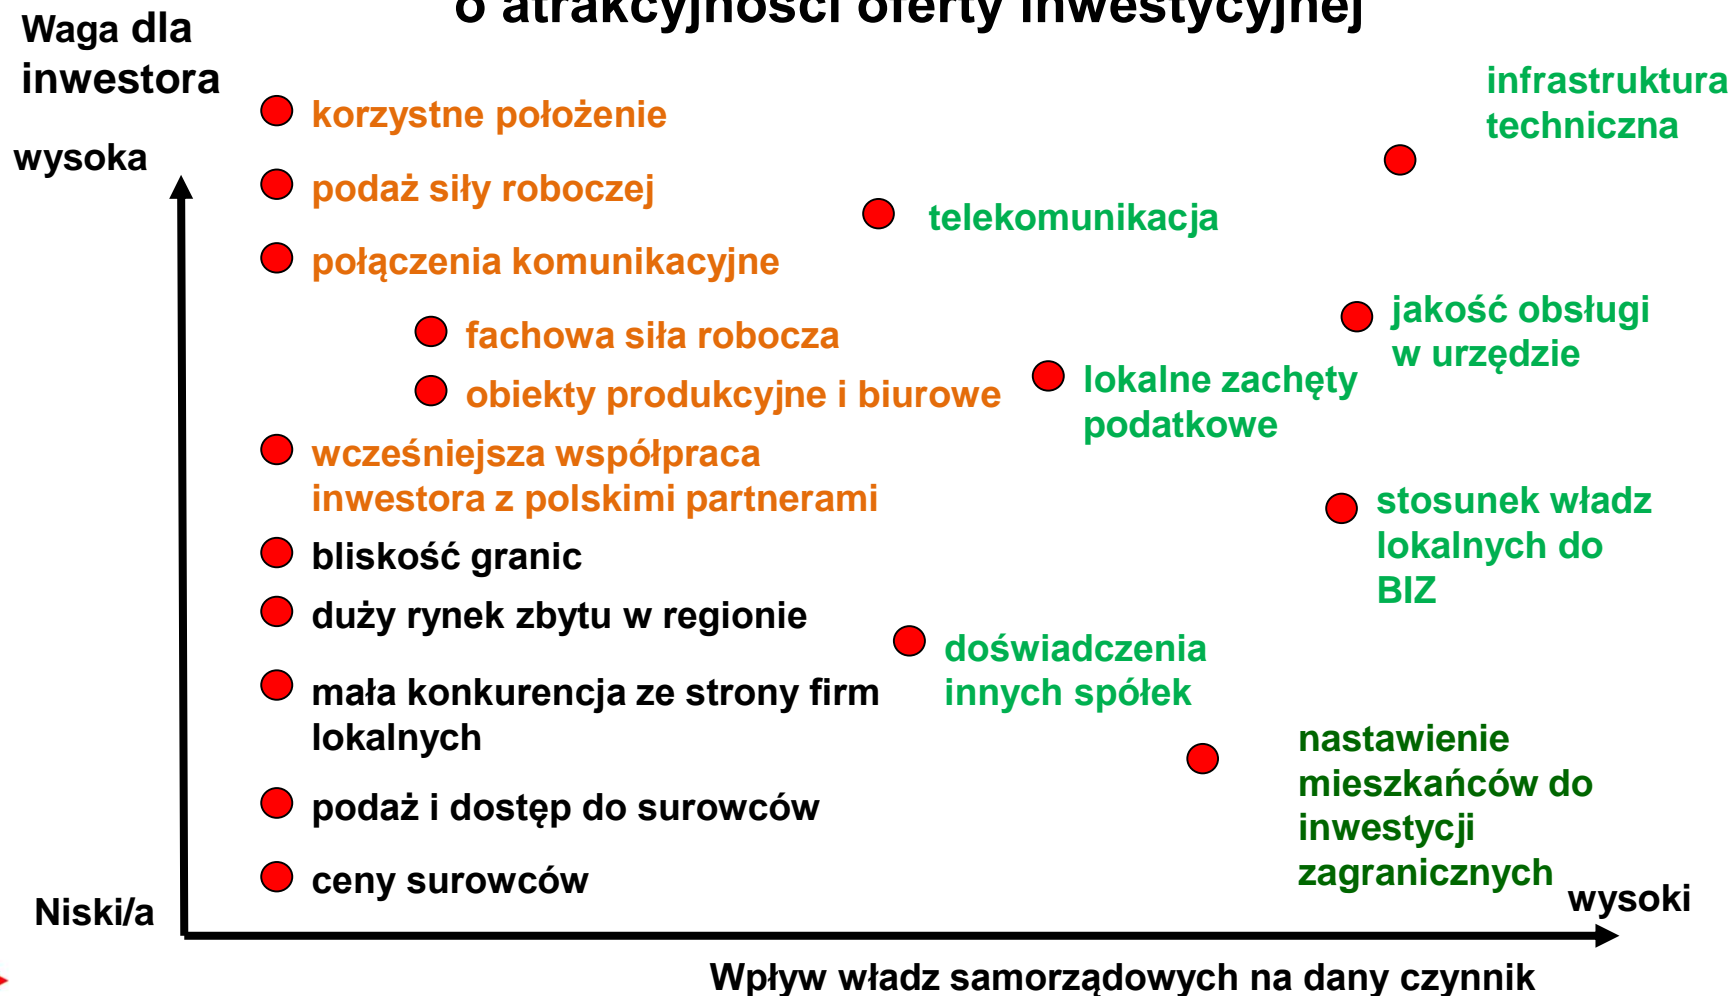 o atrakcyjności oferty inwestycyjnej
Waga dla
inwestora
wysoka
korzystne położenie
podaż siły roboczej
połączenia komunikacyjne
fachowa siła robocza
obiekty produkcyjne i biurowe
wcześniejsza współpraca
inwestora z polskimi partnerami
bliskość granic
duży rynek zbytu w regionie
mała konkurencja ze strony firm
lokalnych
podaż i dostęp do surowców
ceny surowców
telekomunikacja
infrastruktura
techniczna
jakość obsługi
w urzędzie
lokalne zachęty
podatkowe
stosunek władz
lokalnych do
BIZ
doświadczenia
innych spółek
nastawienie
mieszkańców do
inwestycji
zagranicznych
Niski/a
wysoki
Wpływ władz samorządowych na dany czynnik